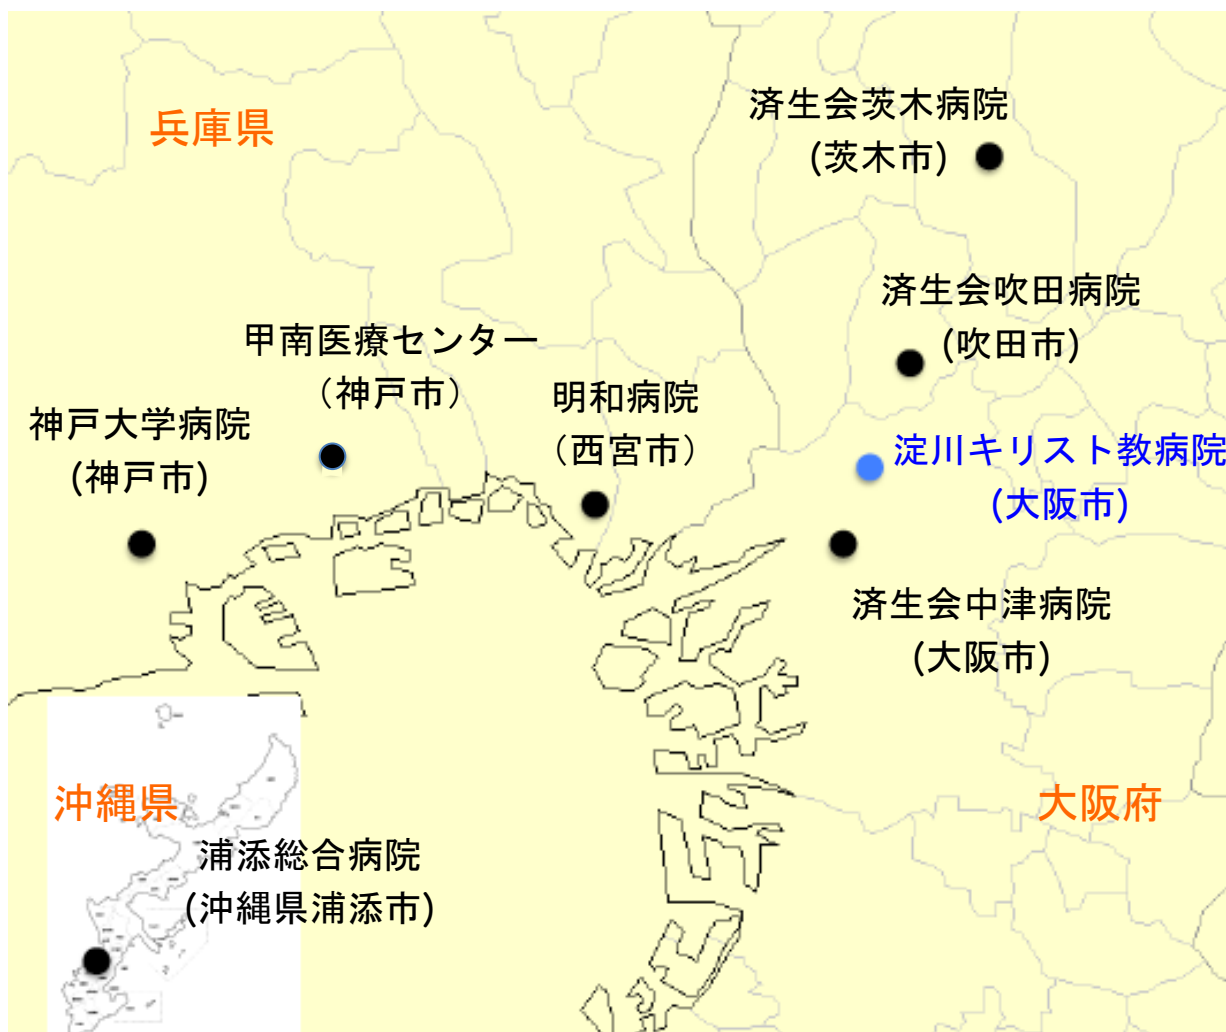 兵庫県
済生会茨木病院
(茨木市)
済生会吹田病院
(吹田市)
甲南医療センター
（神戸市）
明和病院
（西宮市）
神戸大学病院
(神戸市)
淀川キリスト教病院
(大阪市)
済生会中津病院
(大阪市)
沖縄県
大阪府
浦添総合病院
(沖縄県浦添市)